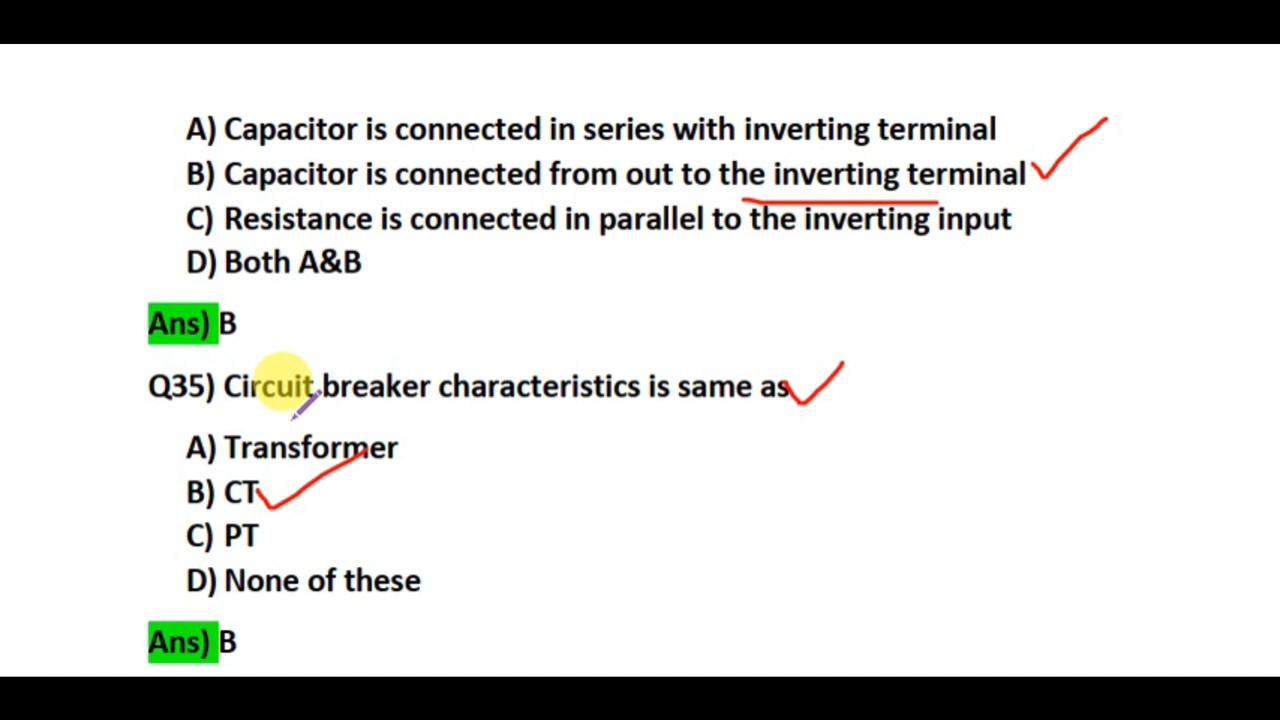 A) Capacitor is connected in series with inverting terminal
B) Capacitor is connected from out to the inverting terminal
C) Resistance is connected in parallel to the inverting input
D) Both A&B
Ans) B
Q35) Circuit breaker characteristics is same as
A) Transformer
B) CT
C) PT
D) None of these
Ans) B